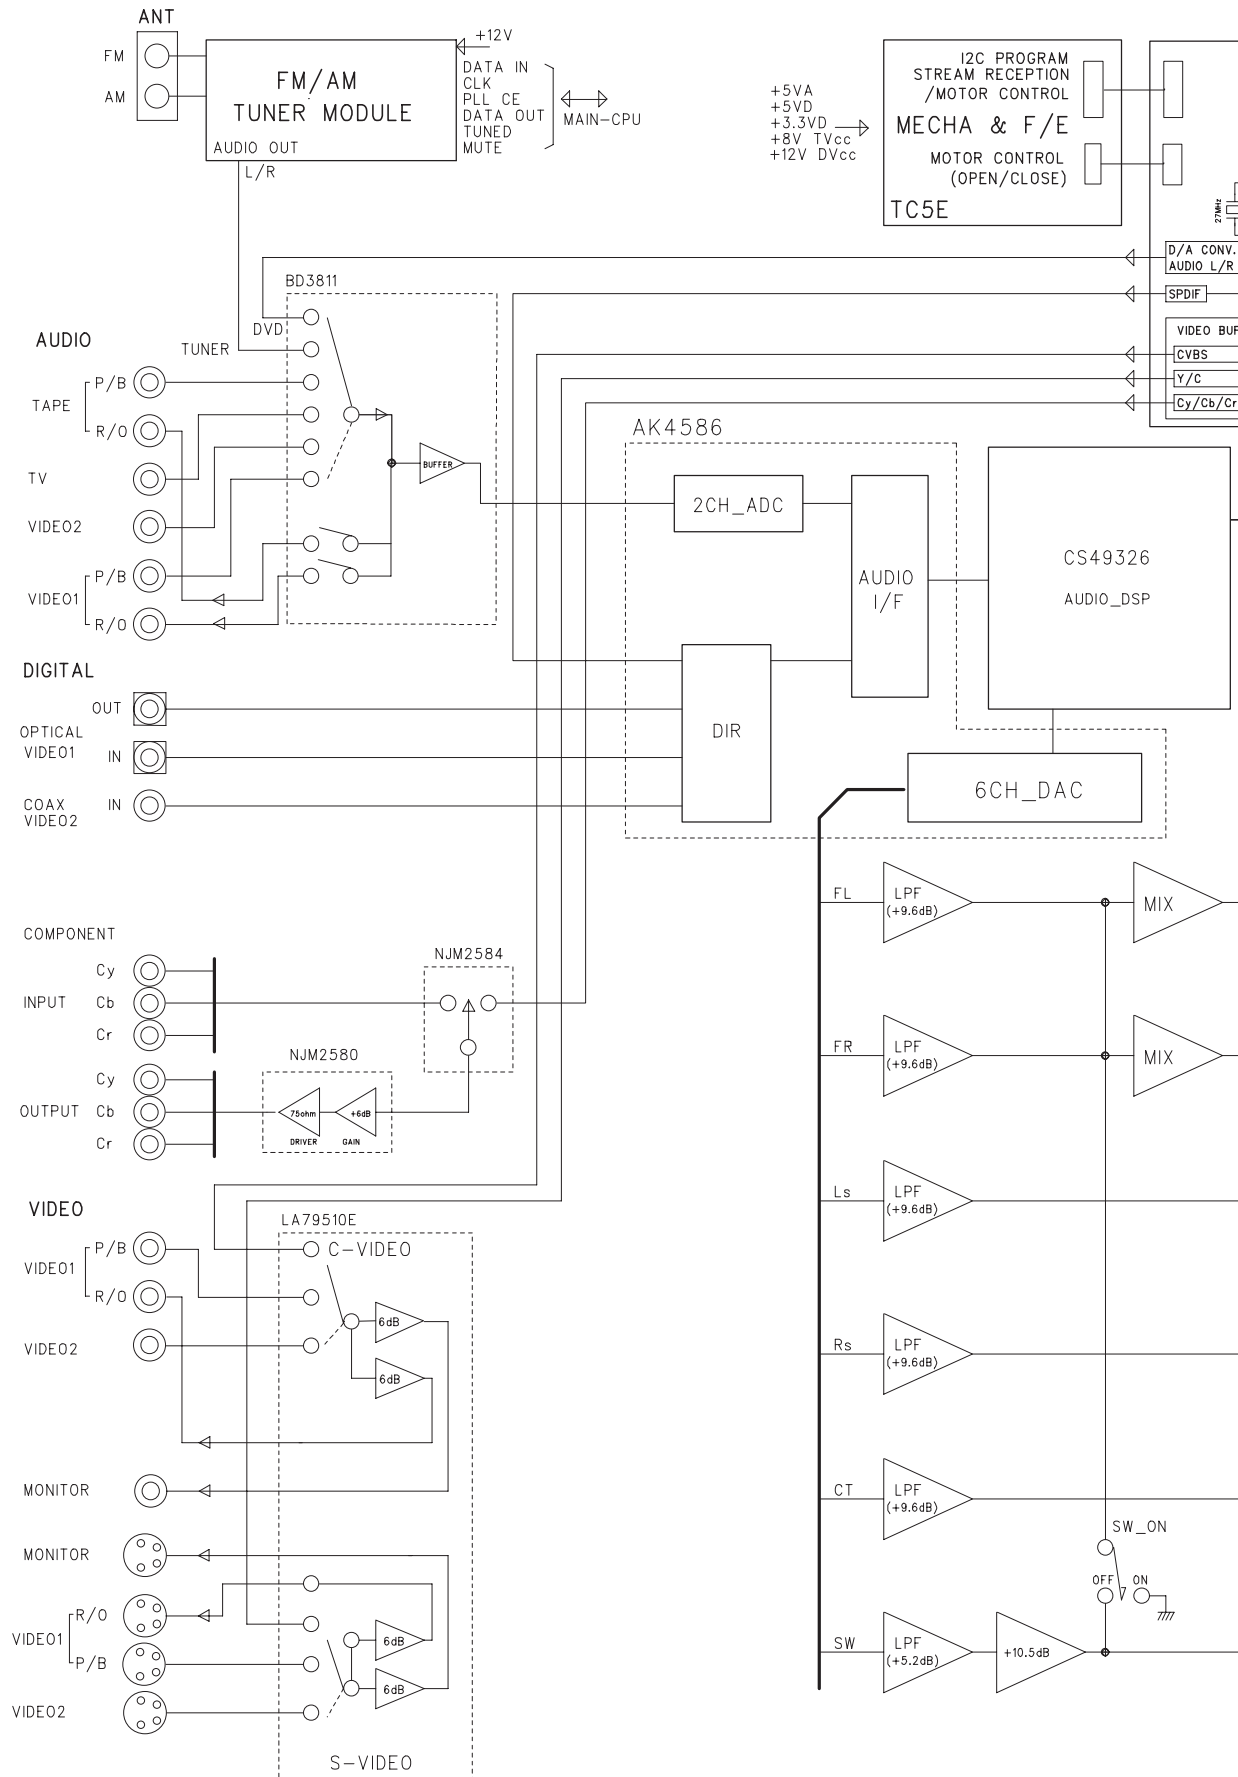 ANT
FM
AM
FM/AM
TUNER MODULE
AUDIO OUT
L/R
+12V
DATA IN
CLK
PLL CE
DATA OUT
TUNED
MUTE
MAIN-CPU
+5VA
+5VD
+3.3VD
+8V TVcc
+12V DVcc
I2C PROGRAM
STREAM RECEPTION
/MOTOR CONTROL
MECHA & F/E
MOTOR CONTROL
(OPEN/CLOSE)
TC5E
27MHz
D/A CONV.
AUDIO L/R
SPDIF
VIDEO BUF
CVBS
Y/C
Cy/Cb/Cr
BD3811
DVD
TUNER
AUDIO
TAPE
P/B
R/O
TV
VIDEO2
VIDEO1
P/B
R/O
BUFFER
AK4586
2CH_ADC
AUDIO
I/F
CS49326
AUDIO_DSP
DIR
6CH_DAC
DIGITAL
OUT
OPTICAL
VIDEO1 IN
COAX IN
VIDEO2
COMPONENT
Cy
INPUT Cb
Cr
Cy
OUTPUT Cb
Cr
NJM2584
NJM2580
75ohm
+6dB
DRIVER
GAIN
VIDEO
VIDEO1
P/B
R/O
VIDEO2
LA79510E
C-VIDEO
6dB
6dB
MONITOR
MONITOR
VIDEO1
R/O
P/B
VIDEO2
6dB
6dB
S-VIDEO
FL
LPF
(+9.6dB)
MIX
FR
LPF
(+9.6dB)
MIX
Ls
LPF
(+9.6dB)
Rs
LPF
(+9.6dB)
CT
LPF
(+9.6dB)
SW_ON
OFF
ON
SW
LPF
(+5.2dB)
+10.5dB